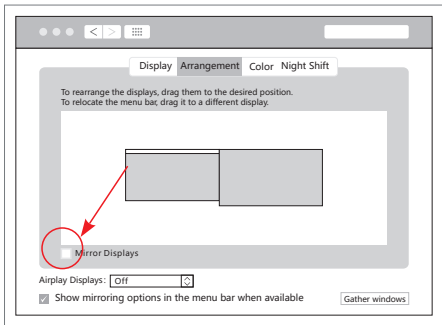 Display Arrangement Color Night Shift
To rearrange the displays, drag them to the desired position.
To relocate the menu bar, drag it to a different display.
Mirror Displays
Airplay Displays: Off
Show mirroring options in the menu bar when available
Gather windows